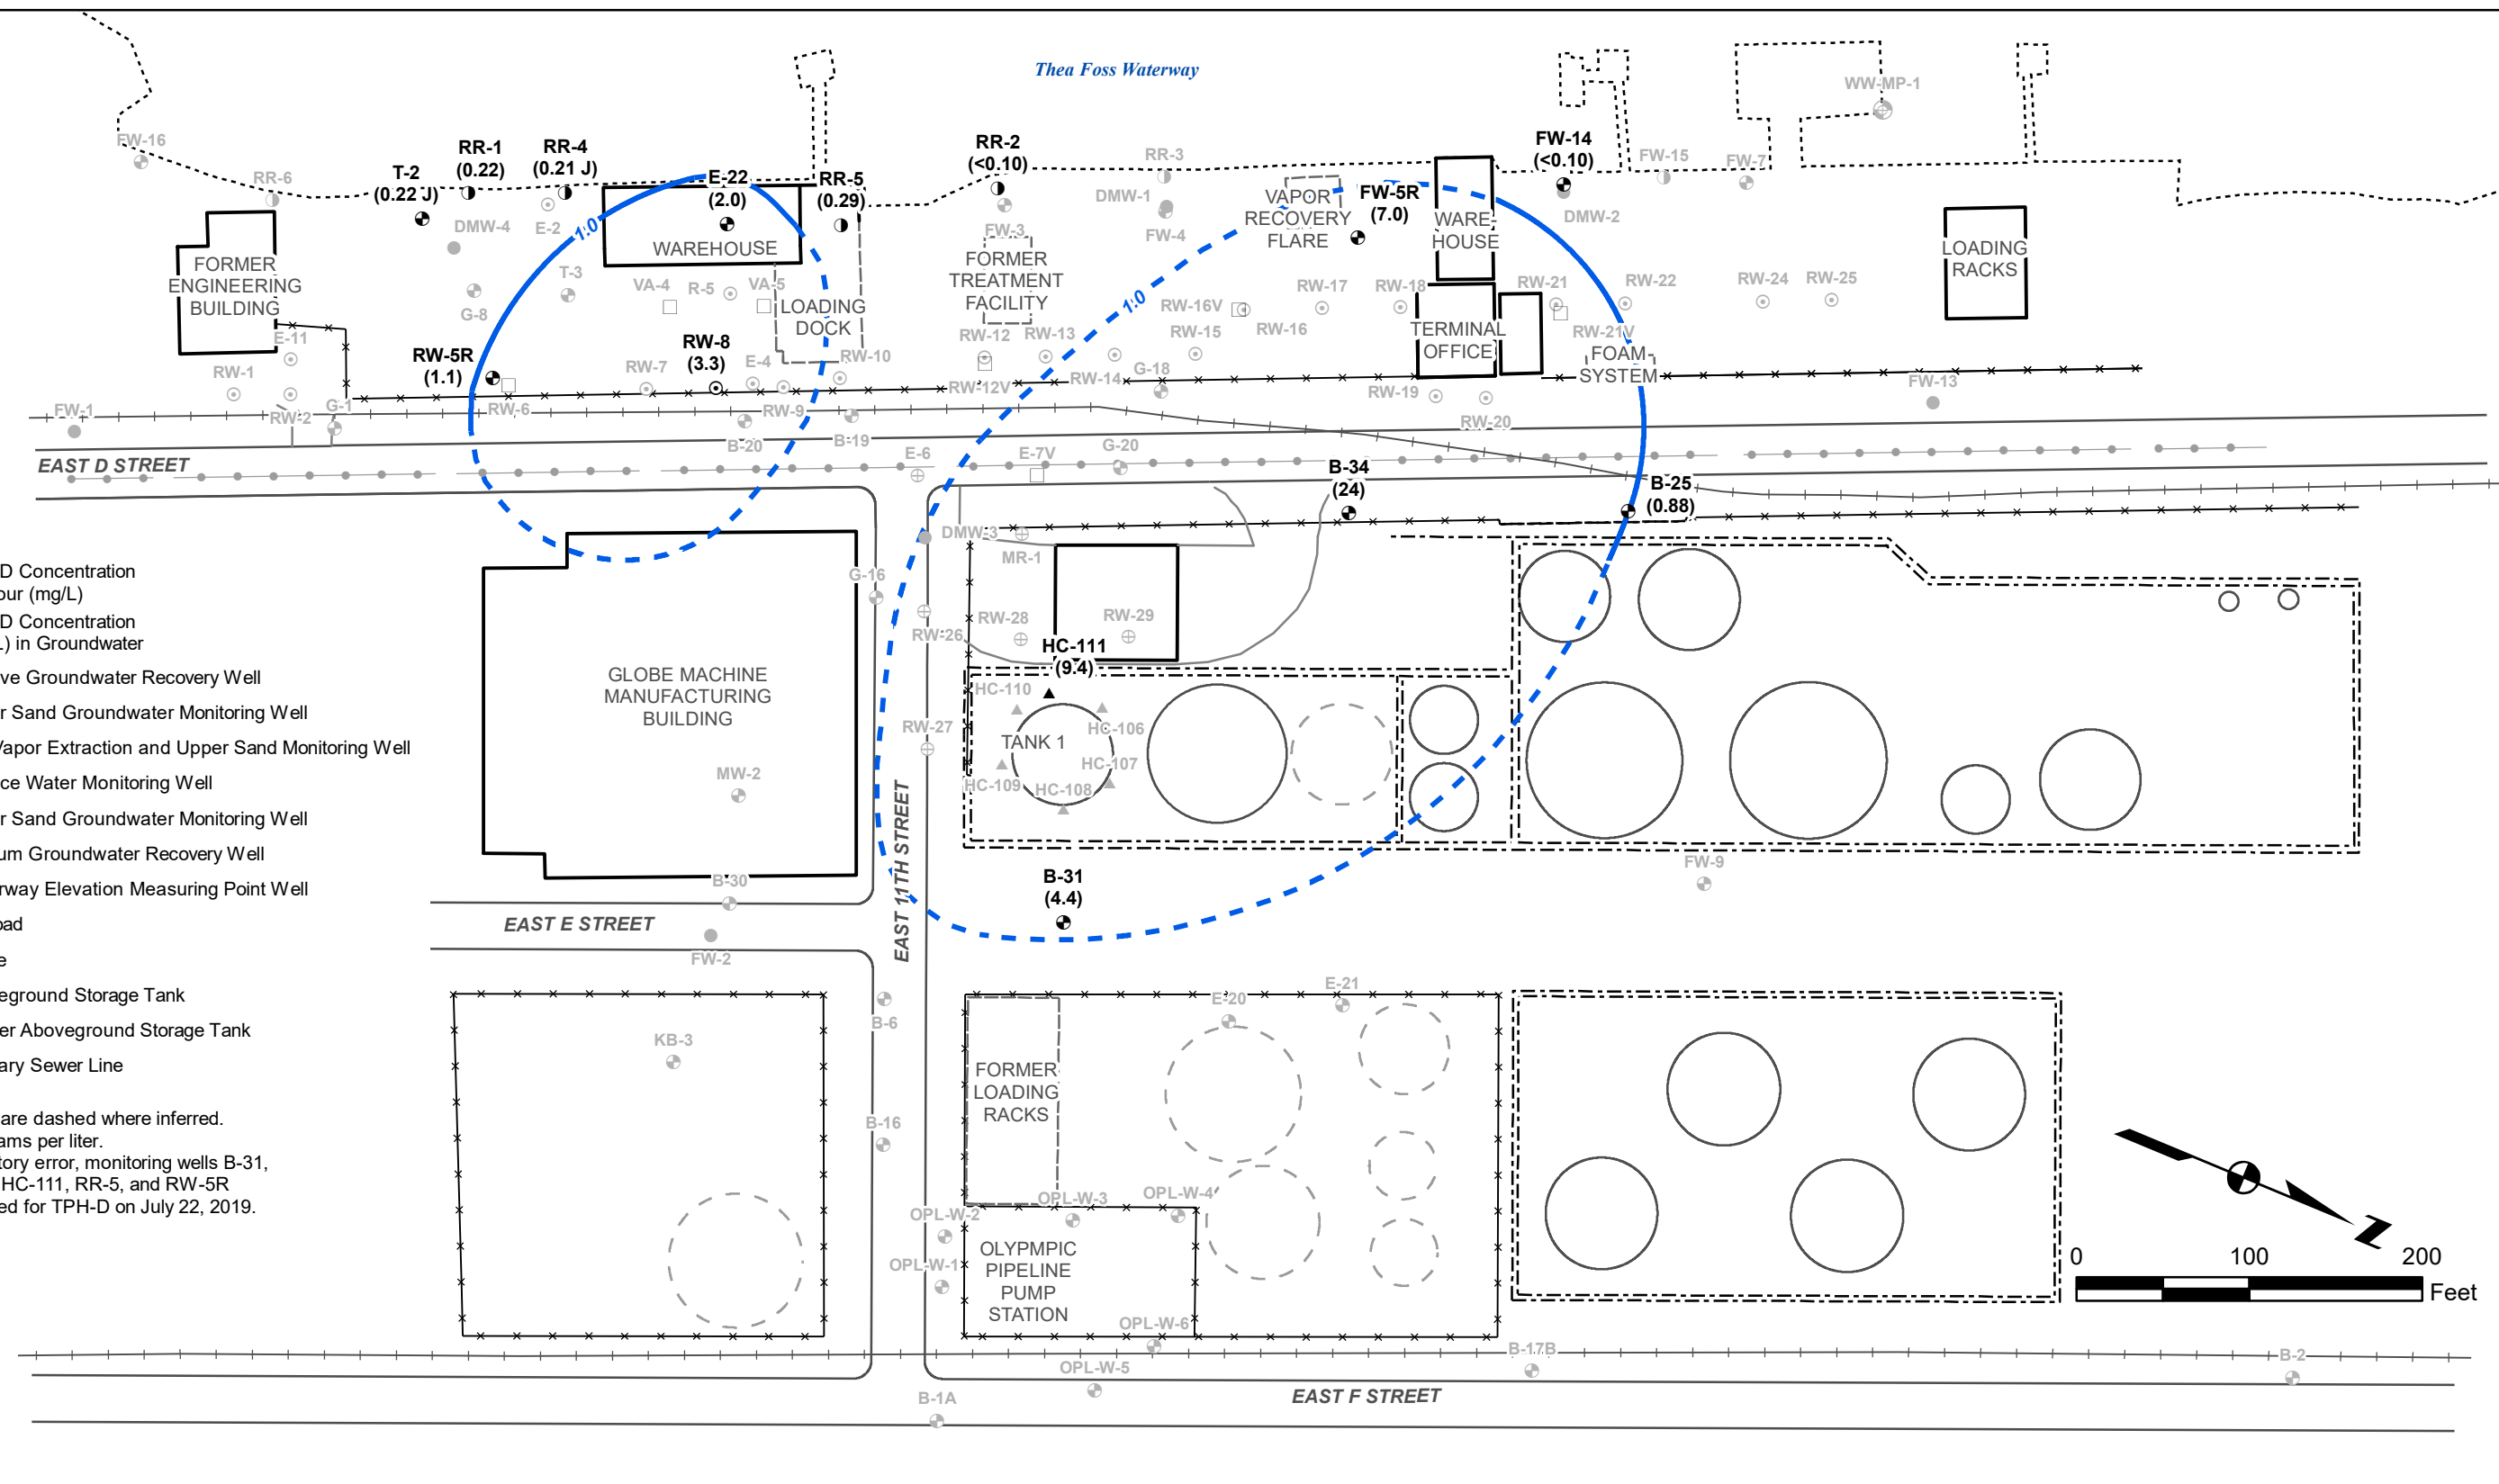 Thea Foss Waterway
WW-MP-1
FW-16
RR-6
T-2
(0.22 J)
RR-1
(0.22)
RR-4
(0.21 J)
E-22
(2.0)
RR-5
(0.29)
RR-2
(<0.10)
RR-3
DMW-1
FW-4
FW-3
FW-5R
(7.0)
FW-14
(<0.10)
DMW-2
FW-15
FW-7
DMW-4
E-2
G-8
T-3
1.0
WAREHOUSE
VA-4
R-5
VA-5
LOADING
DOCK
FORMER
ENGINEERING
BUILDING
FORMER
TREATMENT
FACILITY
VAPOR
RECOVERY
FLARE
WARE-
HOUSE
TERMINAL
OFFICE
LOADING
RACKS
1.0
RW-16V
RW-16
RW-17
RW-18
RW-21
RW-22
RW-24
RW-25
RW-21V
FOAM
SYSTEM
E-11
RW-1
RW-2
G-1
FW-1
RW-5R
(1.1)
RW-6
RW-7
RW-8
(3.3)
E-4
RW-9
RW-10
RW-12
RW-12V
RW-13
RW-14
RW-15
G-18
RW-19
RW-20
FW-13
B-20
B-19
E-6
E-7V
G-20
EAST D STREET
B-34
(24)
B-25
(0.88)
DMW-3
MR-1
G-16
RW-26
RW-28
RW-29
HC-111
(9.4)
HC-110
HC-106
TANK 1
HC-107
HC-109
HC-108
RW-27
GLOBE MACHINE
MANUFACTURING
BUILDING
MW-2
B-30
EAST 11TH STREET
B-31
(4.4)
FW-9
EAST E STREET
FW-2
B-6
KB-3
B-16
E-20
E-21
FORMER
LOADING
RACKS
OPL-W-3
OPL-W-4
OPL-W-2
OPL-W-1
OLYPMPIC
PIPELINE
PUMP
STATION
OPL-W-6
OPL-W-5
B-1A
B-17B
B-2
EAST F STREET
D Concentration
our (mg/L)
D Concentration
L) in Groundwater
ve Groundwater Recovery Well
r Sand Groundwater Monitoring Well
Vapor Extraction and Upper Sand Monitoring Well
ce Water Monitoring Well
r Sand Groundwater Monitoring Well
um Groundwater Recovery Well
rway Elevation Measuring Point Well
oad
e
eground Storage Tank
er Aboveground Storage Tank
ary Sewer Line
are dashed where inferred.
ams per liter.
tory error, monitoring wells B-31,
HC-111, RR-5, and RW-5R
ed for TPH-D on July 22, 2019.
Z
0 100 200
Feet